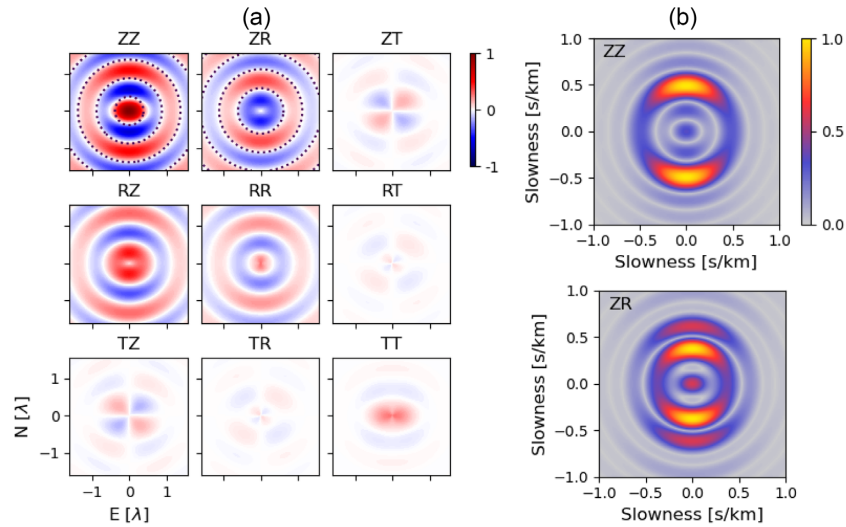 (a)
ZZ ZR ZT
1
0
-1
RZ RR RT
TZ TR TT
1
0
−1
N [λ]
−1 0 1
E [λ]
(b)
1.0
0.5
0.0
−0.5
−1.0
Slowness [s/km]
ZZ
−1.0 −0.5 0.0 0.5 1.0
Slowness [s/km]
1.0
0.5
0.0
1.0
0.5
0.0
−0.5
−1.0
Slowness [s/km]
ZR
−1.0 −0.5 0.0 0.5 1.0
Slowness [s/km]